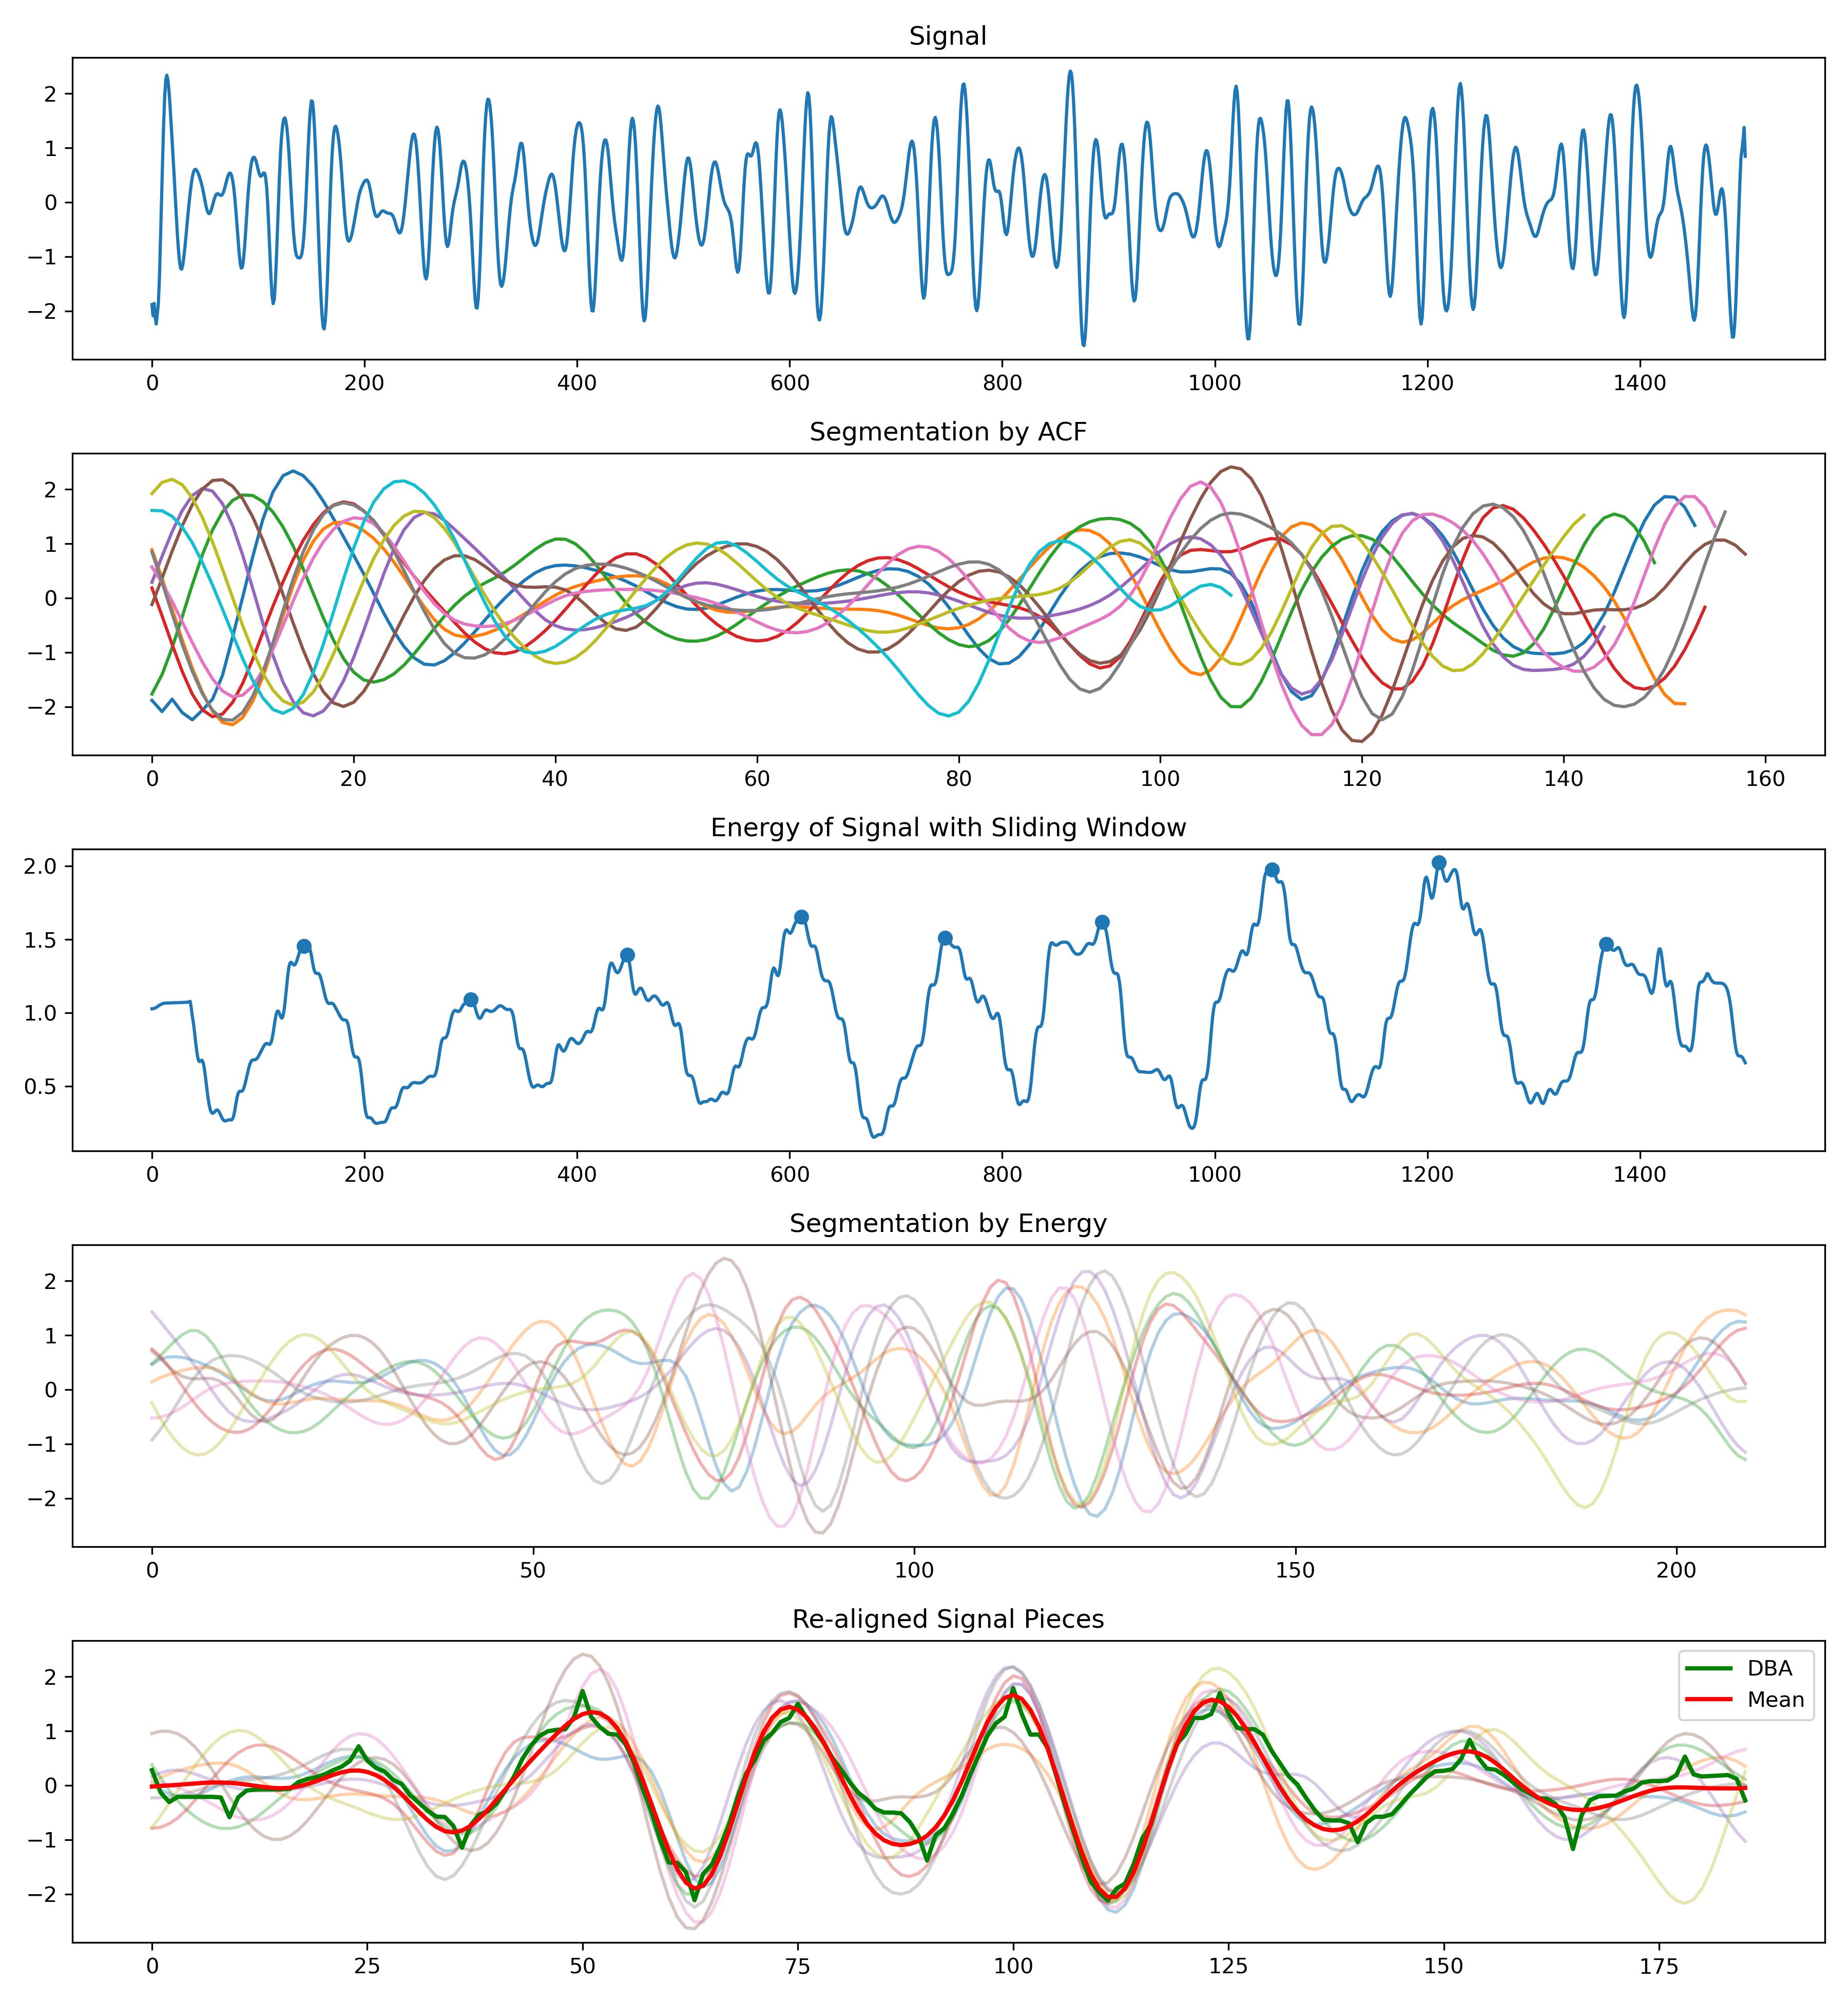 Signal
2
1
0
−1
−2
0 200 400 600 800 1000 1200 1400
Segmentation by ACF
2
1
0
−1
−2
0 20 40 60 80 100 120 140 160
Energy of Signal with Sliding Window
2.0
1.5
1.0
0.5
0 200 400 600 800 1000 1200 1400
Segmentation by Energy
2
1
0
−1
−2
0 50 100 150 200
Re-aligned Signal Pieces
DBA
Mean
2
1
0
−1
−2
0 25 50 75 100 125 150 175